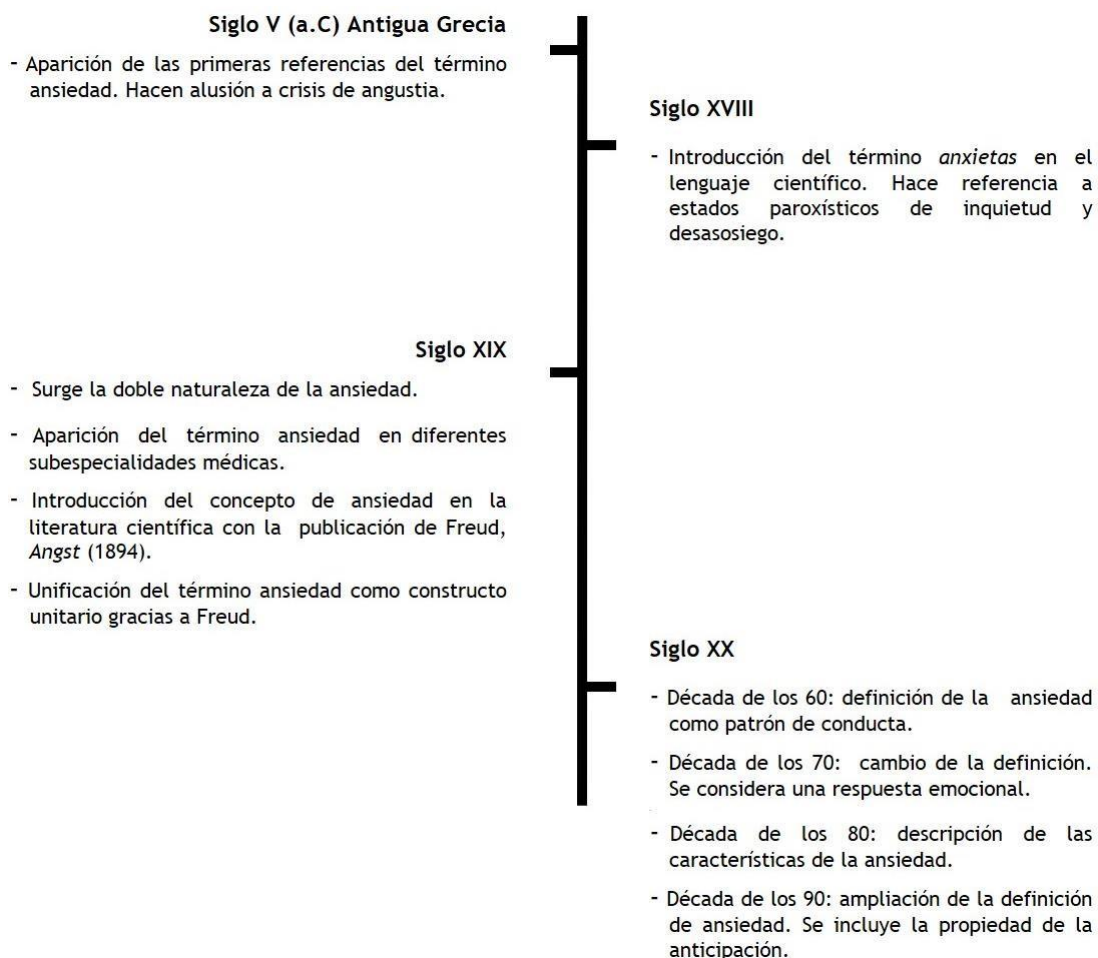 Siglo V (a.C) Antigua Grecia
- Aparición de las primeras referencias del término
ansiedad. Hacen alusión a crisis de angustia.
Siglo XVIII
- Introducción del término anxietas en el
lenguaje científico. Hace referencia a
estados paroxísticos de inquietud y
desasosiego.
Siglo XIX
- Surge la doble naturaleza de la ansiedad.
- Aparición del término ansiedad en diferentes
subespecialidades médicas.
- Introducción del concepto de ansiedad en la
literatura científica con la publicación de Freud,
Angst (1894).
- Unificación del término ansiedad como constructo
unitario gracias a Freud.
Siglo XX
- Década de los 60: definición de la ansiedad
como patrón de conducta.
- Década de los 70: cambio de la definición.
Se considera una respuesta emocional.
- Década de los 80: descripción de las
características de la ansiedad.
- Década de los 90: ampliación de la definición
de ansiedad. Se incluye la propiedad de la
anticipación.